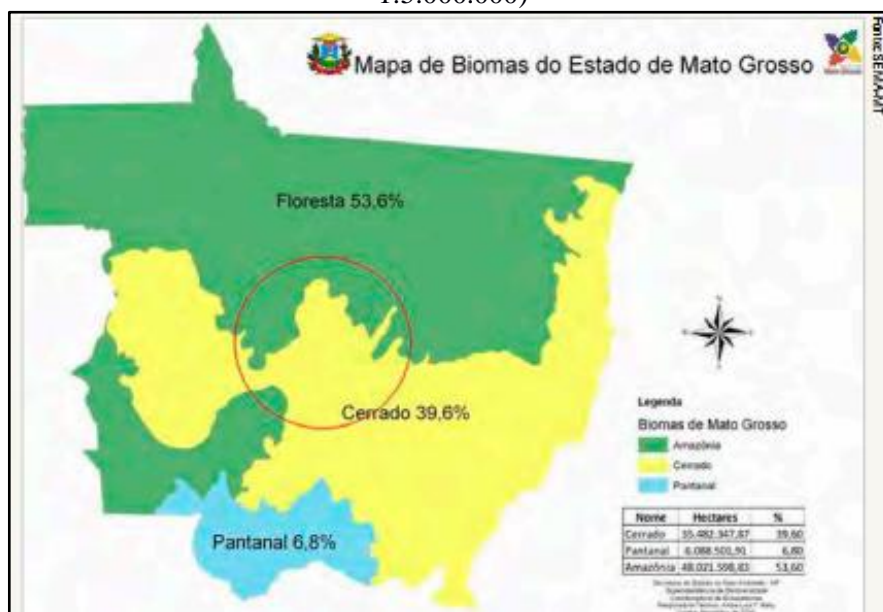 1:5.000.000)
Mapa de Biomas do Estado de Mato Grosso
Fonte: SEMA-MT
Floresta 53,6%
Cerrado 39,6%
Pantanal 6,8%
Legenda
Biomas de Mato Grosso
Amazônia
Cerrado
Pantanal
Nome Hectares %
Cerrado 35.482.347,87 39,60
Pantanal 6.088.501,91 6,80
Amazônia 48.021.598,83 53,60